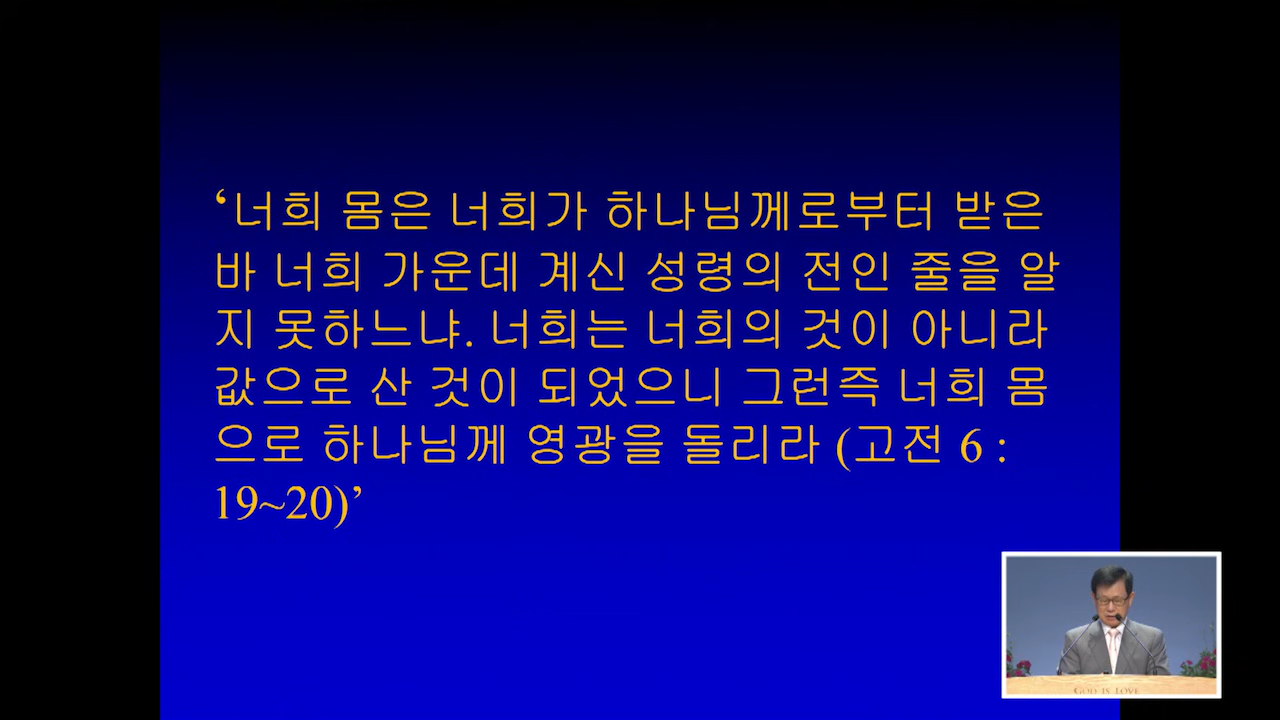 ‘너희 몸은 너희가 하나님께로부터 받은
바 너희 가운데 계신 성령의 전인 줄을 알
지 못하느냐. 너희는 너희의 것이 아니라
값으로 산 것이 되었으니 그런즉 너희 몸
으로 하나님께 영광을 돌리라 (고전 6 :
19~20)’
GOD IS LOVE